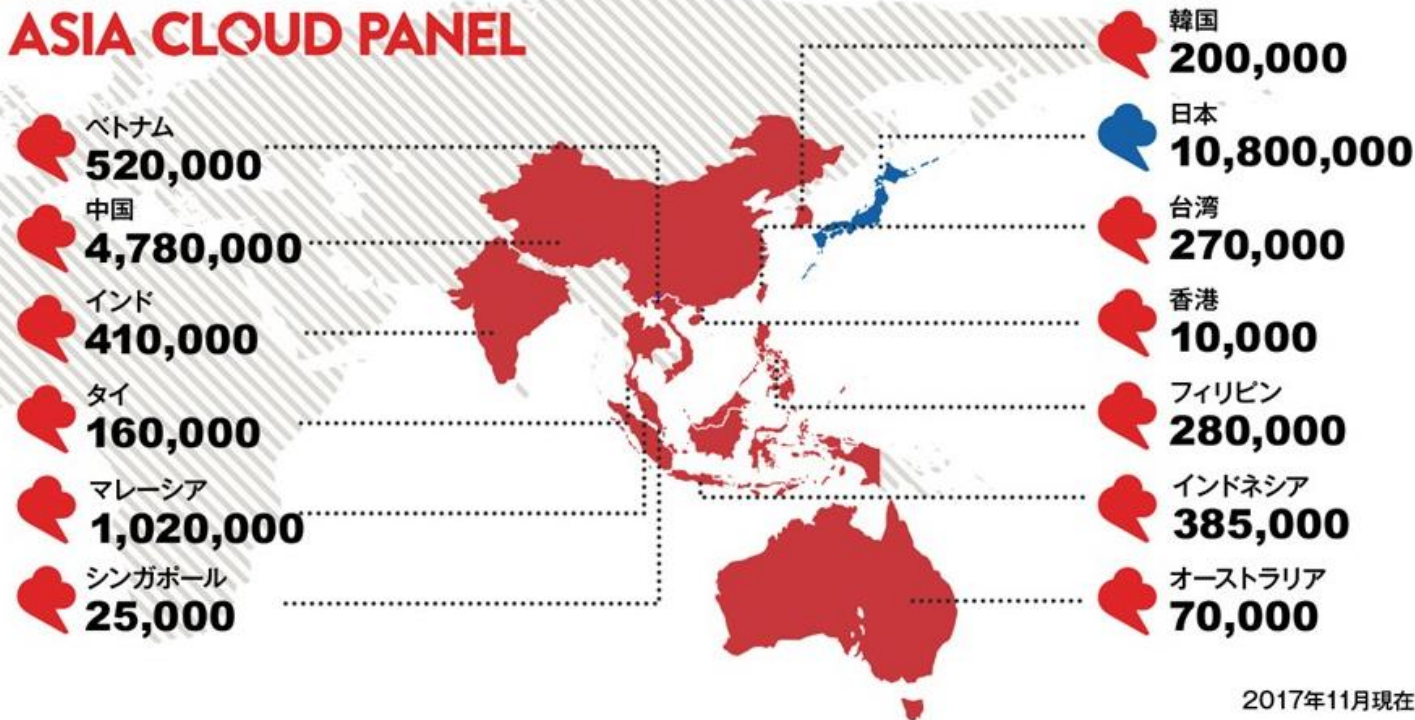 ASIA CLOUD PANEL
ベトナム
520,000
中国
4,780,000
インド
410,000
タイ
160,000
マレーシア
1,020,000
シンガポール
25,000
韓国
200,000
日本
10,800,000
台湾
270,000
香港
10,000
フィリピン
280,000
インドネシア
385,000
オーストラリア
70,000
2017年11月現在